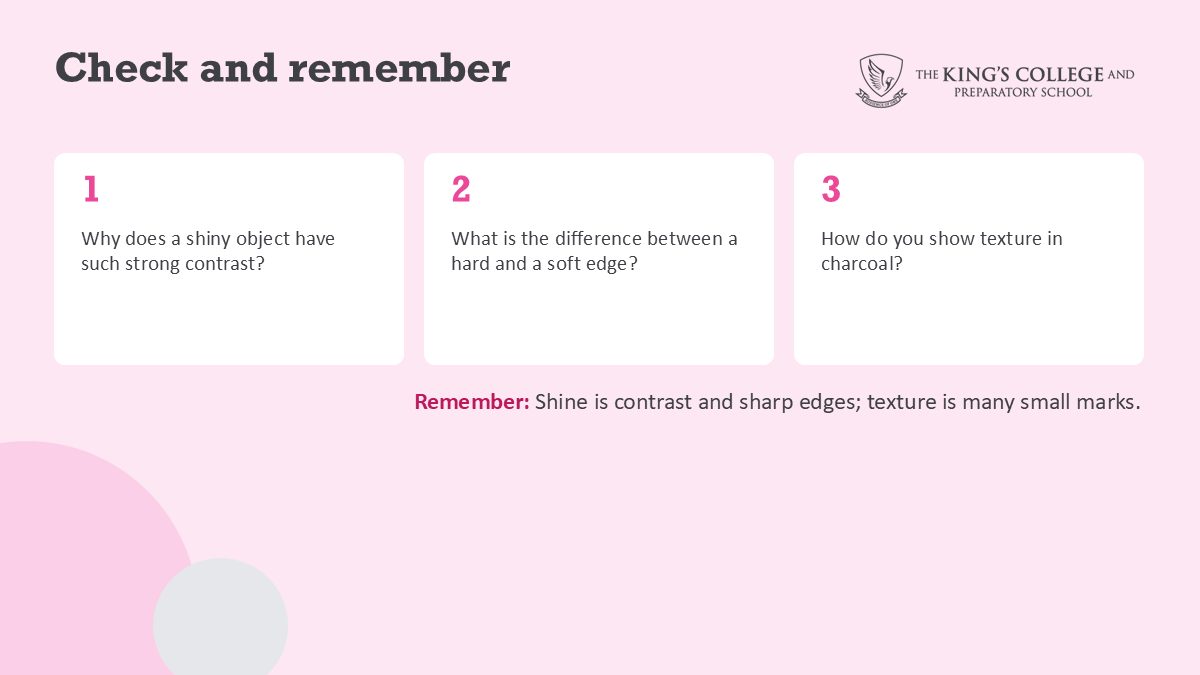 Check and remember
THE KING'S COLLEGE AND
PREPARATORY SCHOOL
1
Why does a shiny object have
such strong contrast?
2
What is the difference between a
hard and a soft edge?
3
How do you show texture in
charcoal?
Remember: Shine is contrast and sharp edges; texture is many small marks.